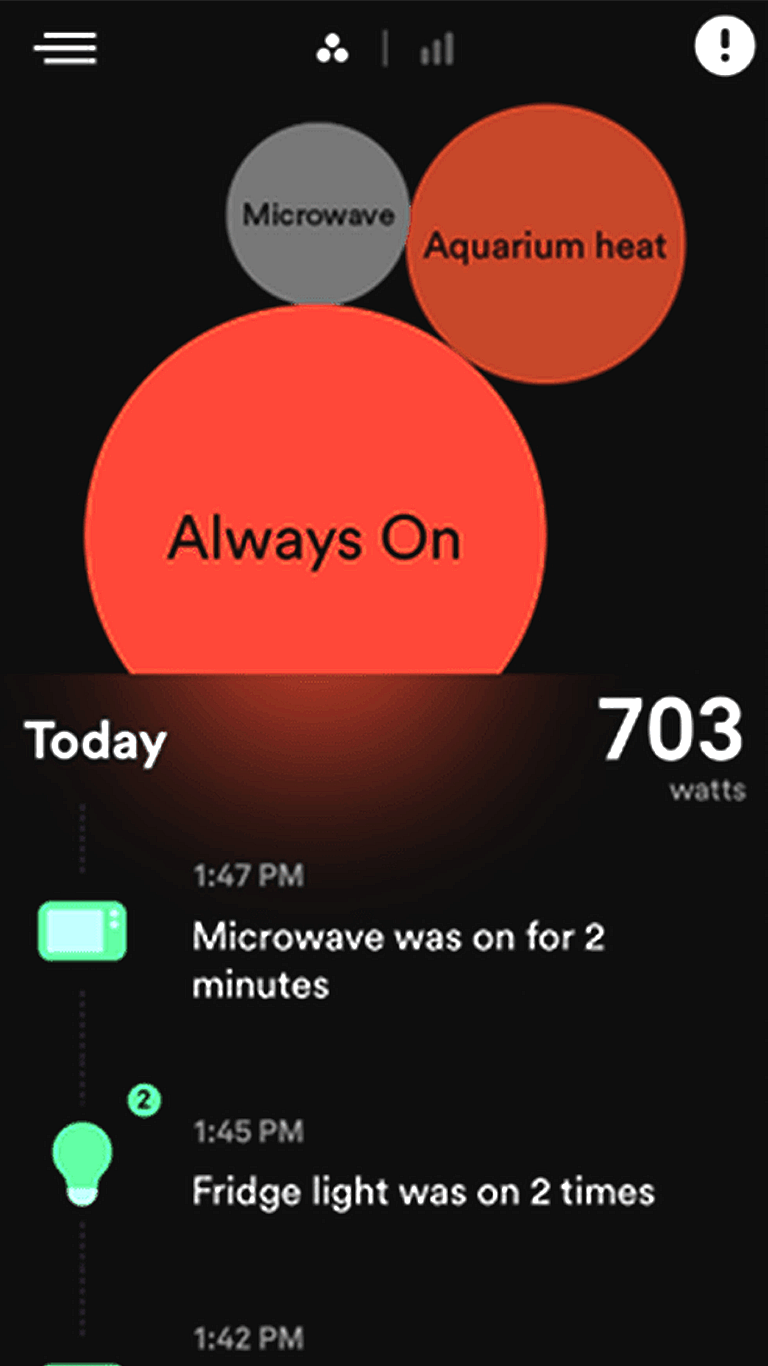 Microwave
Aquarium heat
Always On
Today
703
watts
1:47 PM
Microwave was on for 2
minutes
2
1:45 PM
Fridge light was on 2 times
1:42 PM